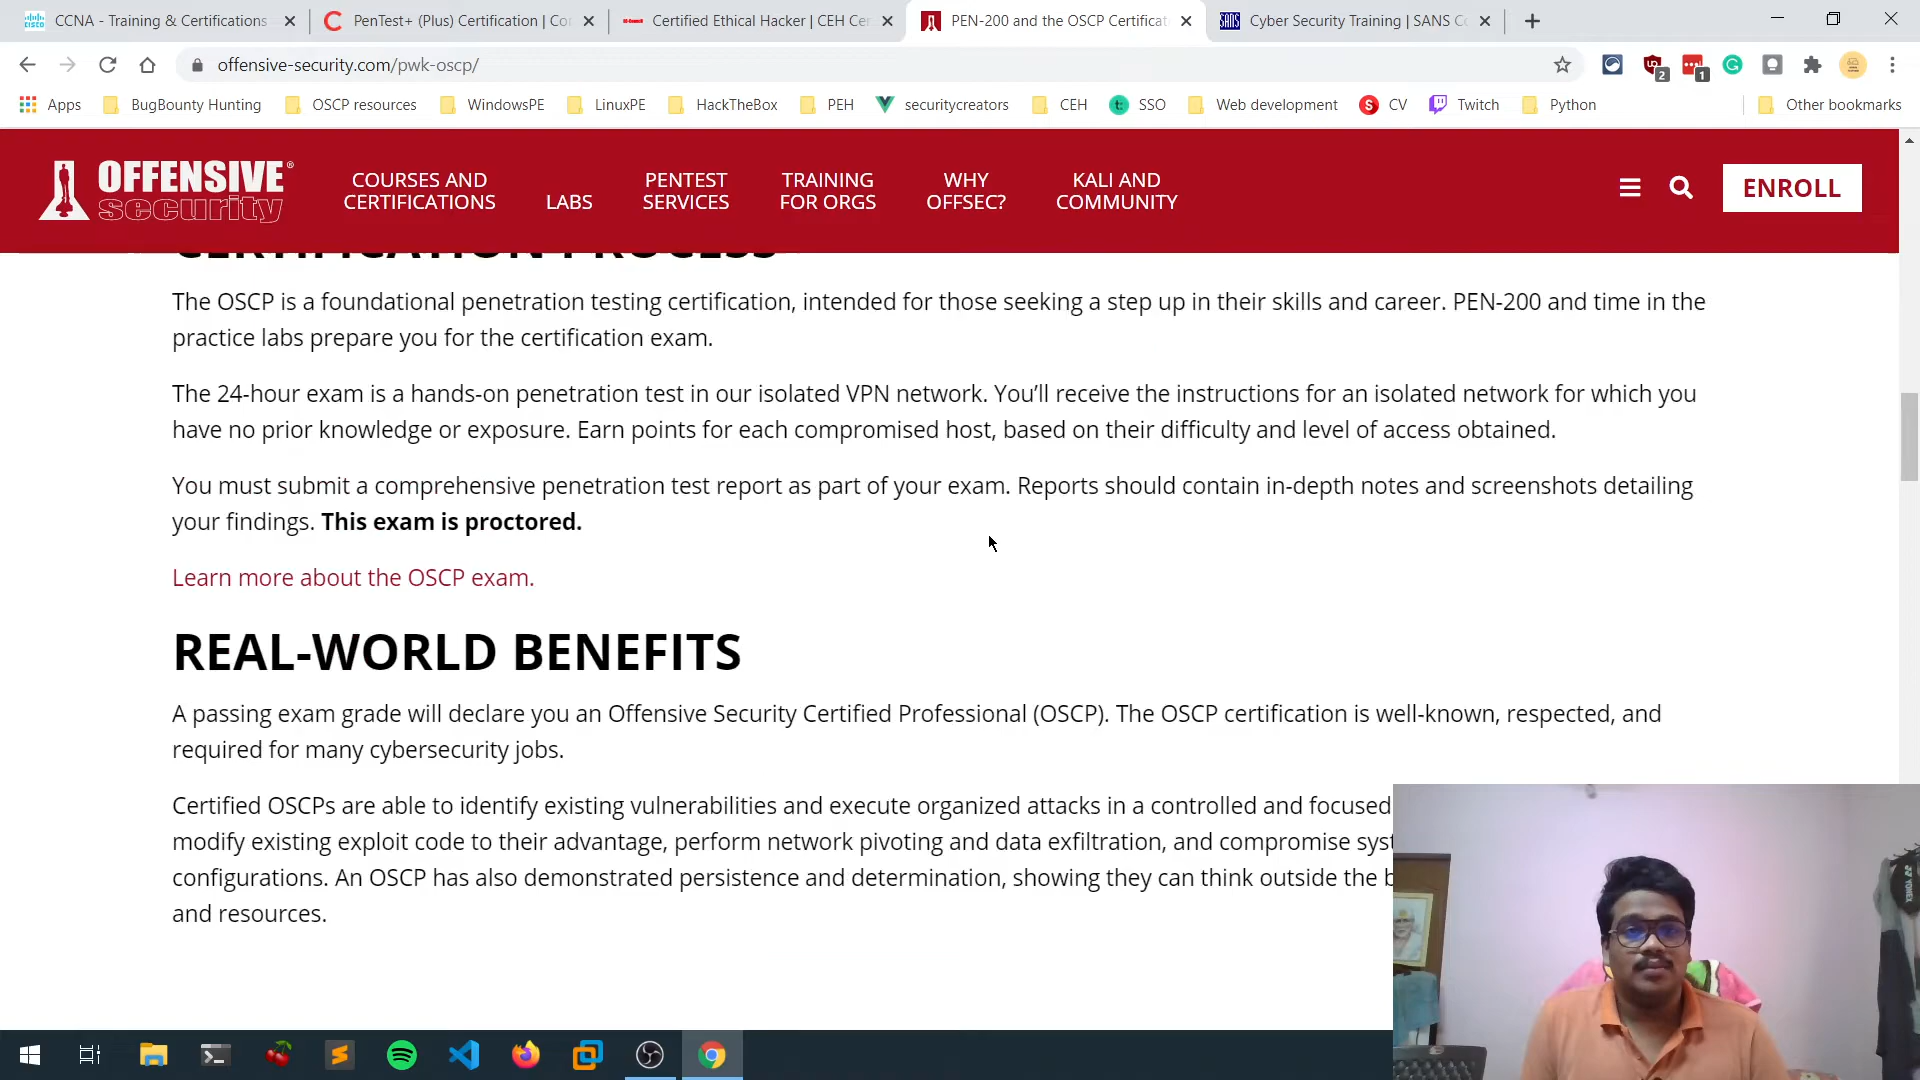 CCNA - Training & Certifications
PenTest+ (Plus) Certification | Co
Certified Ethical Hacker | CEH Cer
PEN-200 and the OSCP Certificat
SANS
Cyber Security Training | SANS C
offensive-security.com/pwk-oscp/
2
1
Apps
BugBounty Hunting
OSCP resources
WindowsPE
LinuxPE
HackTheBox
PEH
securitycreators
CEH
SSO
Web development
CV
Twitch
Python
Other bookmarks
OFFENSIVE®
security
COURSES AND
CERTIFICATIONS
LABS
PENTEST
SERVICES
TRAINING
FOR ORGS
WHY
OFFSEC?
KALI AND
COMMUNITY
ENROLL
CERTIFICATION PROCESS
The OSCP is a foundational penetration testing certification, intended for those seeking a step up in their skills and career. PEN-200 and time in the
practice labs prepare you for the certification exam.
The 24-hour exam is a hands-on penetration test in our isolated VPN network. You’ll receive the instructions for an isolated network for which you
have no prior knowledge or exposure. Earn points for each compromised host, based on their difficulty and level of access obtained.
You must submit a comprehensive penetration test report as part of your exam. Reports should contain in-depth notes and screenshots detailing
your findings. This exam is proctored.
Learn more about the OSCP exam.
REAL-WORLD BENEFITS
A passing exam grade will declare you an Offensive Security Certified Professional (OSCP). The OSCP certification is well-known, respected, and
required for many cybersecurity jobs.
Certified OSCPs are able to identify existing vulnerabilities and execute organized attacks in a controlled and focused
modify existing exploit code to their advantage, perform network pivoting and data exfiltration, and compromise syst
configurations. An OSCP has also demonstrated persistence and determination, showing they can think outside the b
and resources.